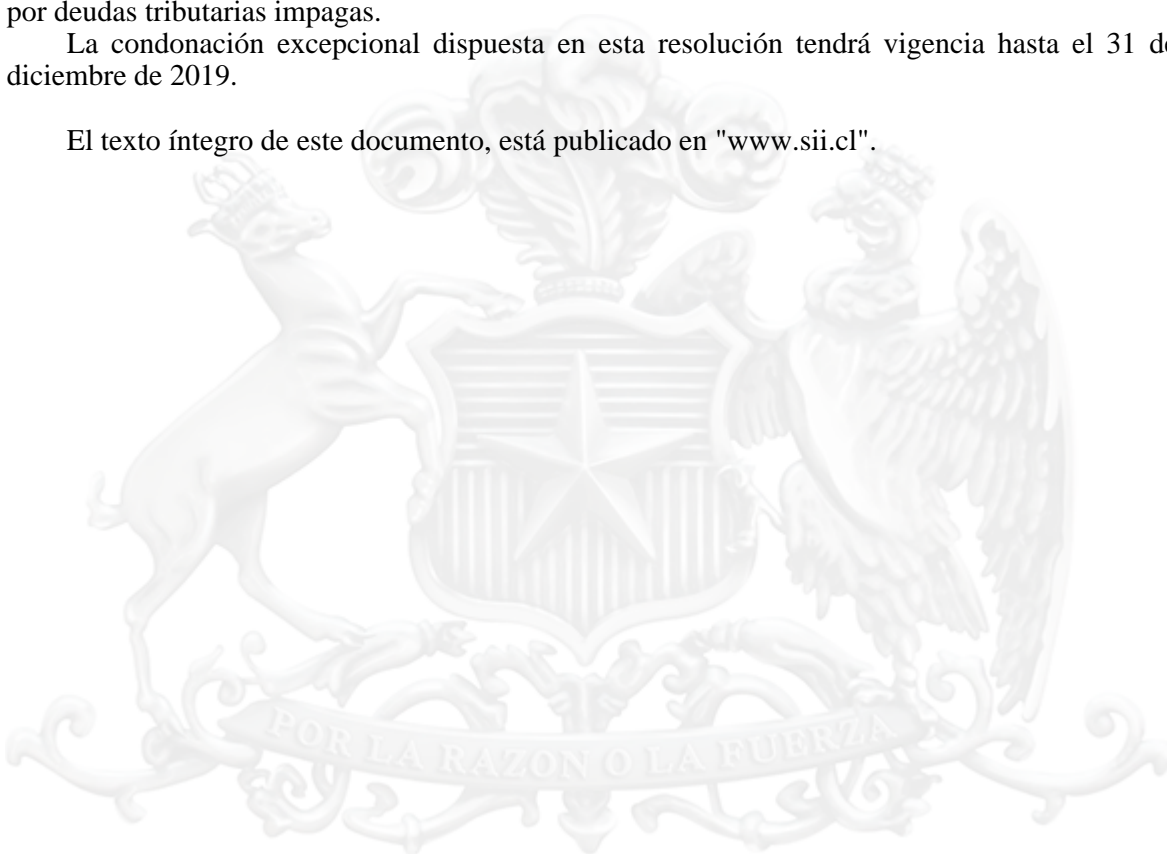 por deudas tributarias impagas.
La condonación excepcional dispuesta en esta resolución tendrá vigencia hasta el 31 de
diciembre de 2019.
El texto íntegro de este documento, está publicado en "www.sii.cl".
POR LA RAZON O LA FUERZA